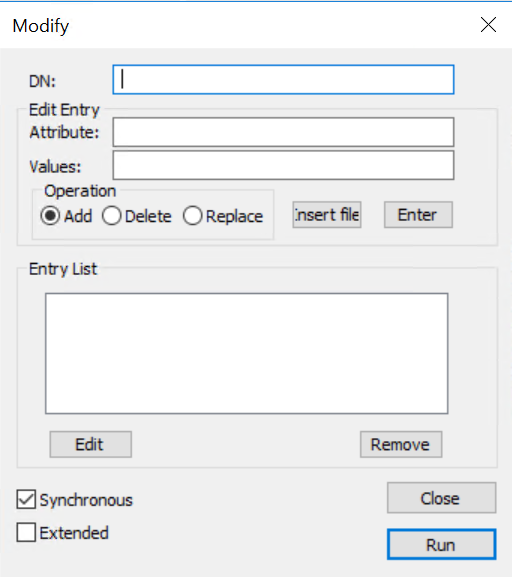 Modify
DN:
Edit Entry
Attribute:
Values:
Operation
Add Delete Replace
Insert file Enter
Entry List
Edit Remove
Synchronous
Close
Extended
Run